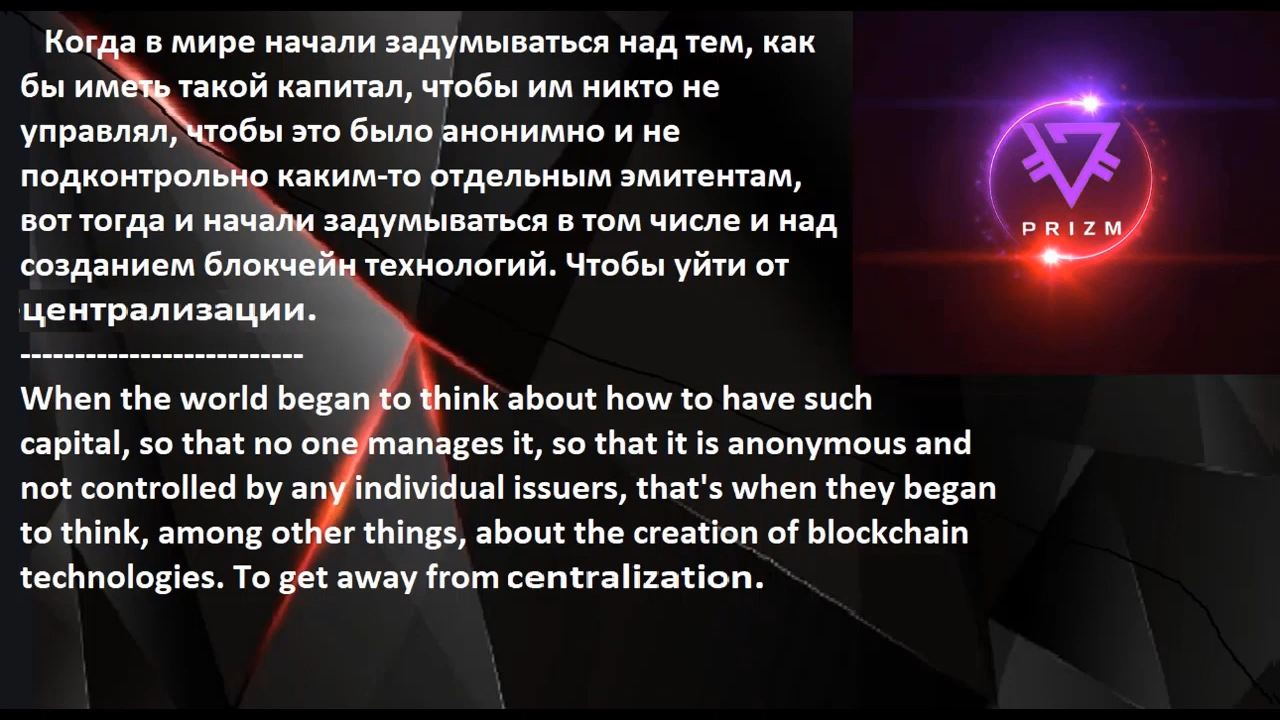 Когда в мире начали задумываться над тем, как
бы иметь такой капитал, чтобы им никто не
управлял, чтобы это было анонимно и не
подконтрольно каким-то отдельным эмитентам,
вот тогда и начали задумываться в том числе и над
созданием блокчейн технологий. Чтобы уйти от
централизации.
--------------------------
When the world began to think about how to have such
capital, so that no one manages it, so that it is anonymous and
not controlled by any individual issuers, that's when they began
to think, among other things, about the creation of blockchain
technologies. To get away from centralization.
PRIZM